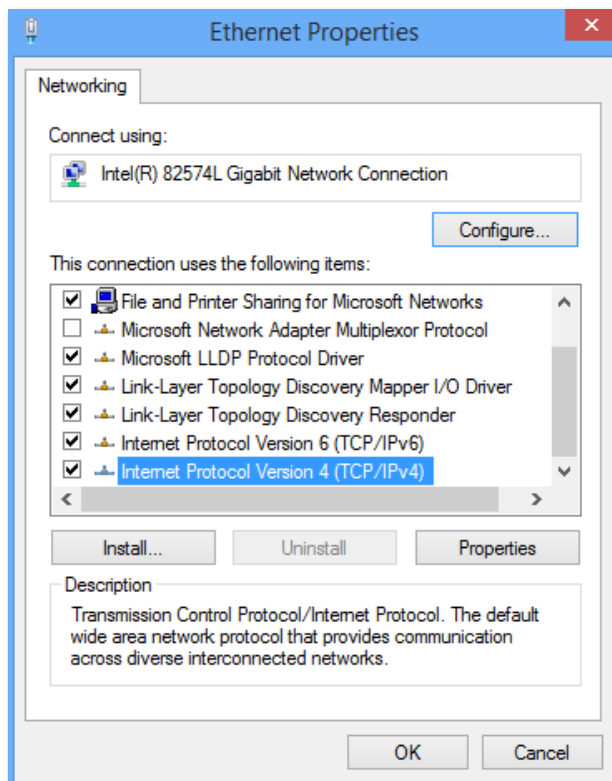 Ethernet Properties
Networking
Connect using:
Intel(R) 82574L Gigabit Network Connection
Configure...
This connection uses the following items:
File and Printer Sharing for Microsoft Networks
Microsoft Network Adapter Multiplexor Protocol
Microsoft LLDP Protocol Driver
Link-Layer Topology Discovery Mapper I/O Driver
Link-Layer Topology Discovery Responder
Internet Protocol Version 6 (TCP/IPv6)
Internet Protocol Version 4 (TCP/IPv4)
Install...
Uninstall
Properties
Description
Transmission Control Protocol/Internet Protocol. The default
wide area network protocol that provides communication
across diverse interconnected networks.
OK
Cancel